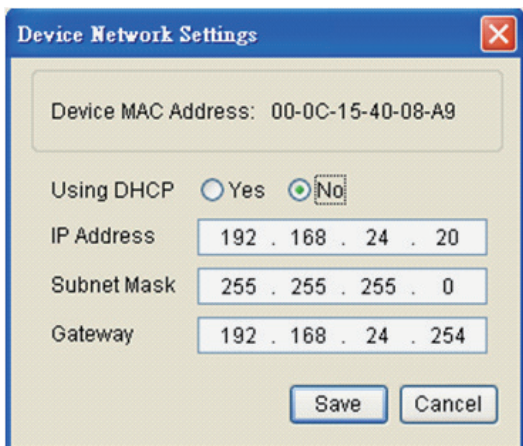 Device Network Settings
Device MAC Address: 00-0C-15-40-08-A9
Using DHCP Yes No
IP Address 192 . 168 . 24 . 20
Subnet Mask 255 . 255 . 255 . 0
Gateway 192 . 168 . 24 . 254
Save Cancel